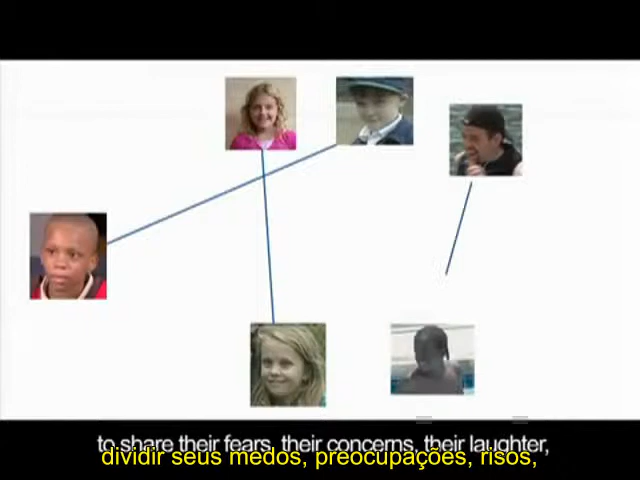 to share their fears, their concerns, their laughter,
dividir seus medos, preocupações, risos,